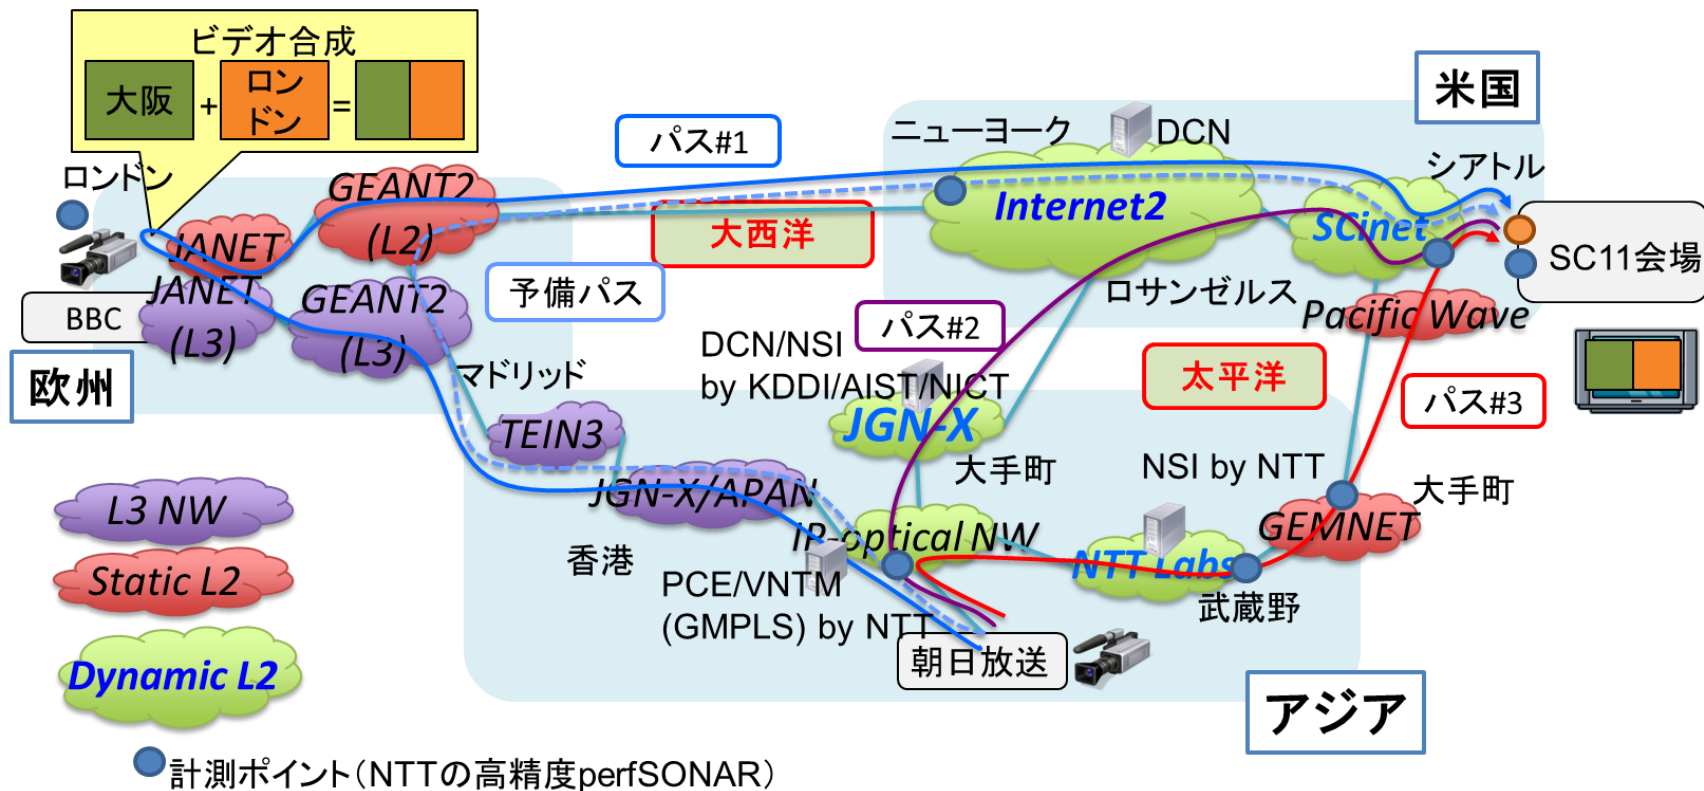 ビデオ合成
大阪
+
ロン
ドン
=
米国
ニューヨーク
DCN
パス#1
シアトル
ロンドン
GEANT2
(L2)
Internet2
大西洋
SCinet
JANET
SC11会場
予備パス
ロサンゼルス
JANET
(L3)
GEANT2
(L3)
BBC
パス#2
Pacific Wave
DCN/NSI
by KDDI/AIST/NICT
太平洋
欧州
マドリッド
パス#3
TEIN3
JGN-X
大手町
NSI by NTT
大手町
L3 NW
JGN-X/APAN
IP-optical NW
GEMNET
香港
NTT Labs
Static L2
PCE/VNTM
(GMPLS) by NTT
武蔵野
朝日放送
Dynamic L2
アジア
計測ポイント(NTTの高精度perfSONAR)